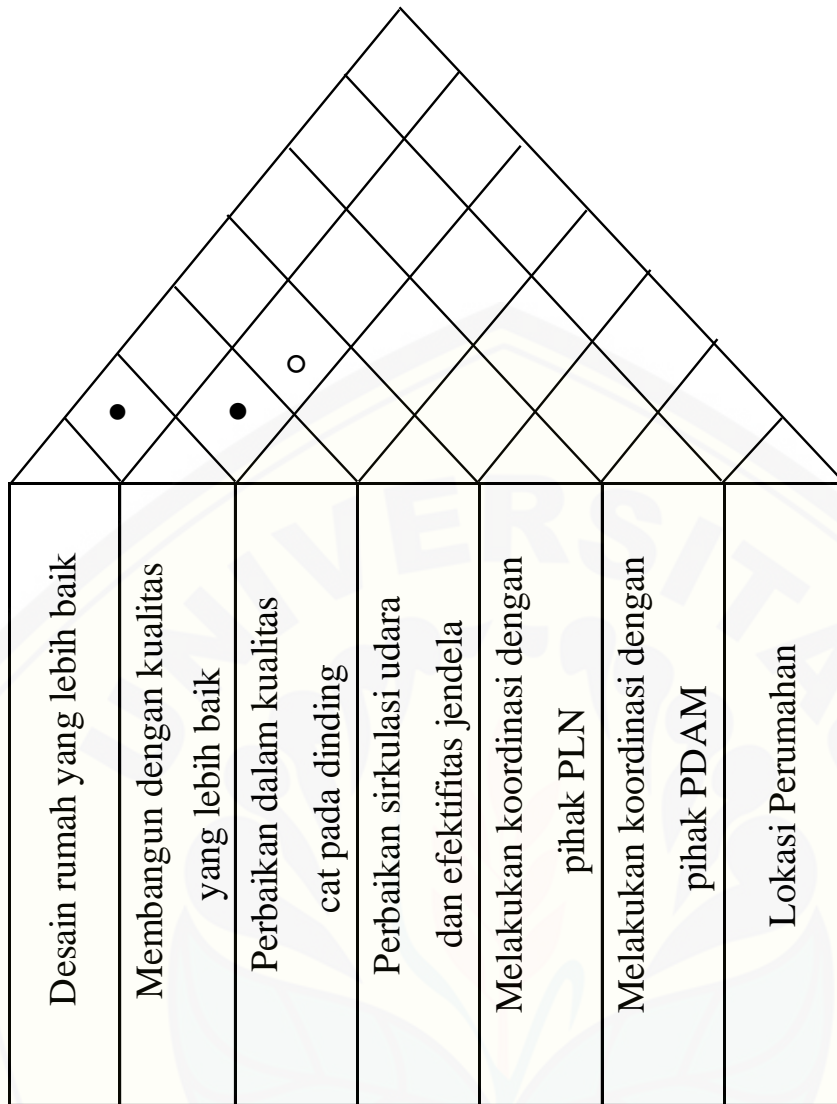 Desain rumah yang lebih baik
Membangun dengan kualitas
yang lebih baik
Perbaikan dalam kualitas
cat pada dinding
Perbaikan sirkulasi udara
dan efektifitas jendela
Melakukan koordinasi dengan
pihak PLN
Melakukan koordinasi dengan
pihak PDAM
Lokasi Perumahan
UNIVERSITA